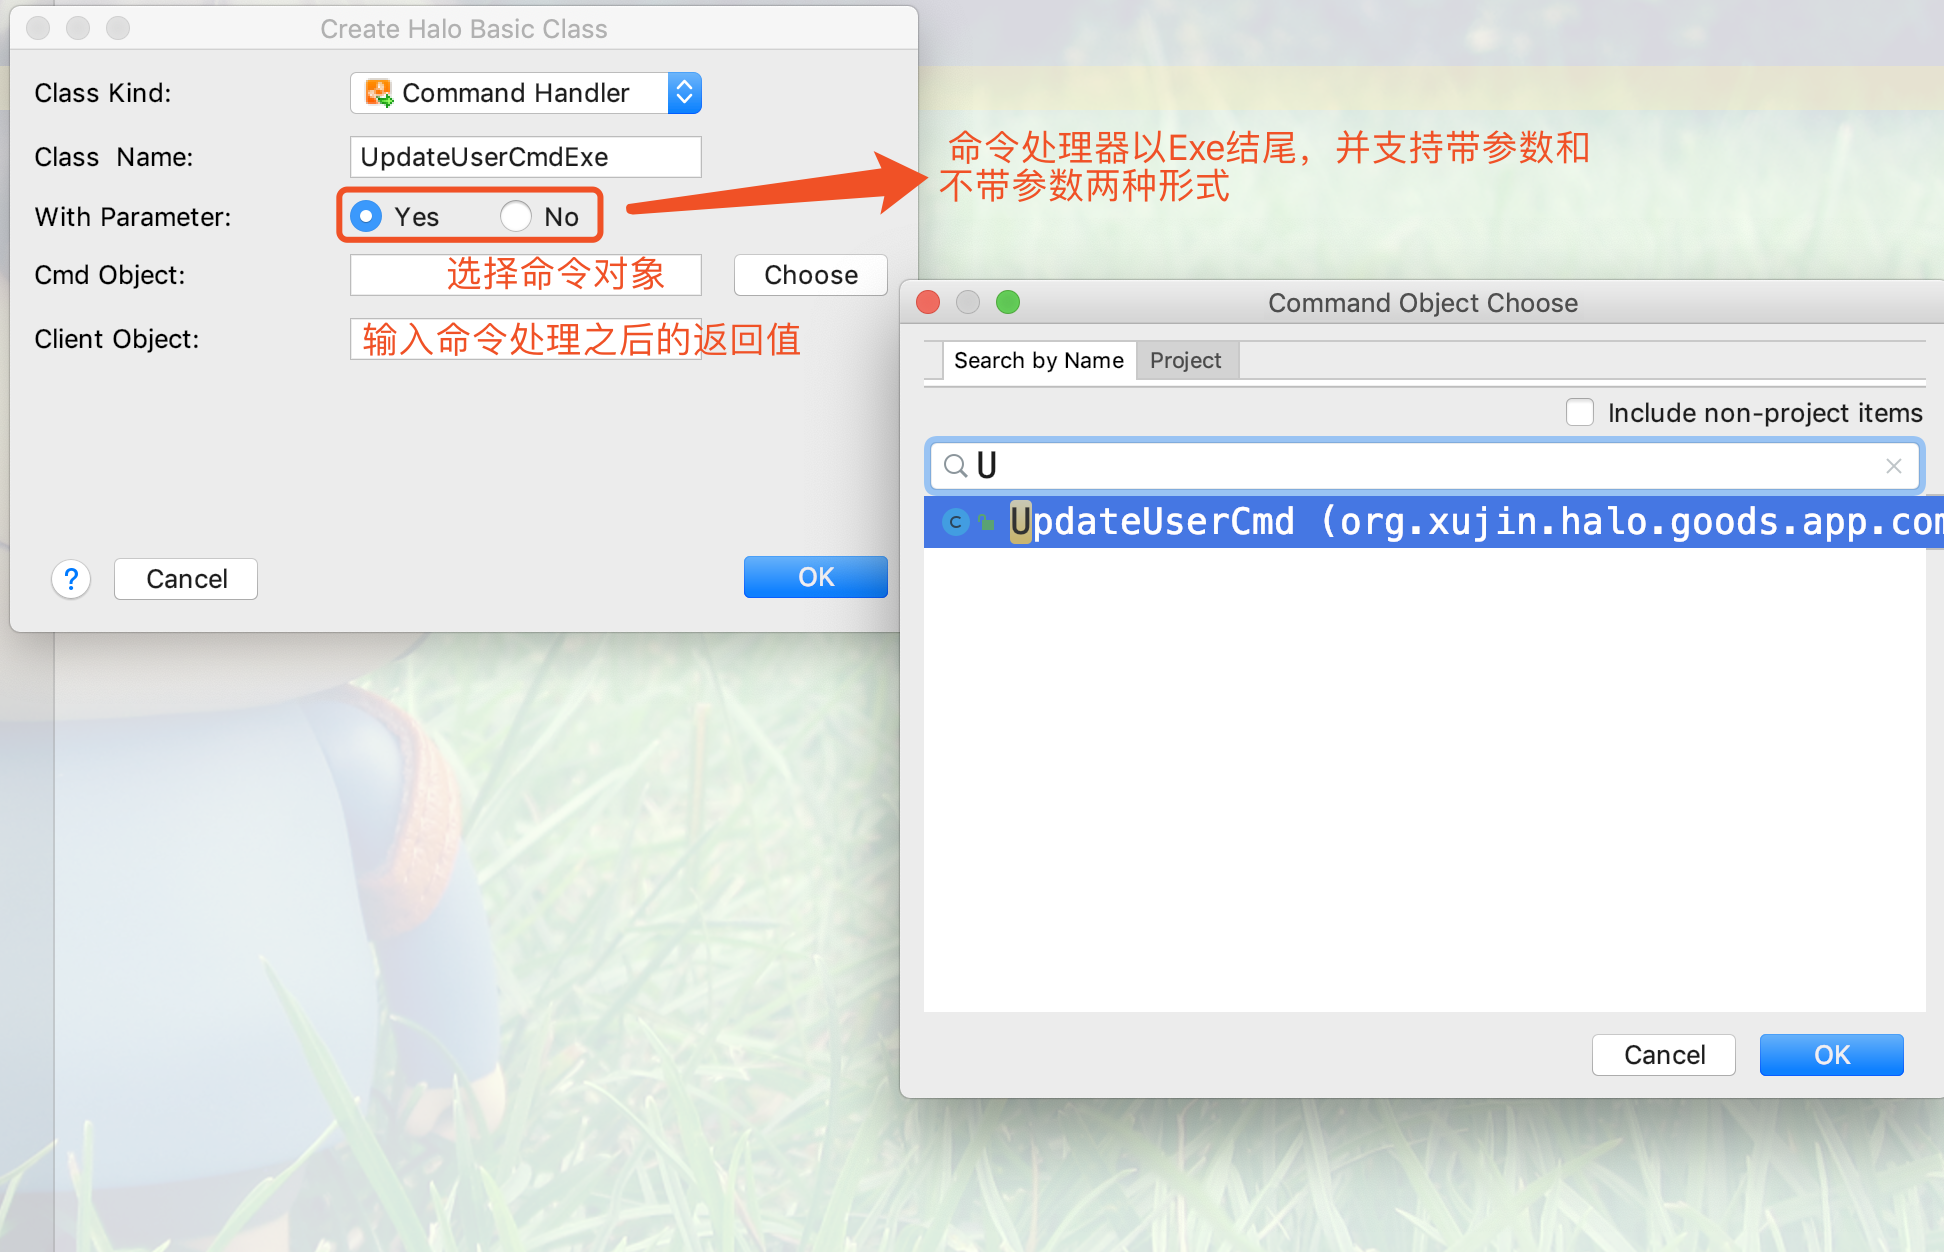 Create Halo Basic Class
Class Kind:
Command Handler
Class Name:
UpdateUserCmdExe
With Parameter:
Yes
No
命令处理器以Exe结尾，并支持带参数和
不带参数两种形式
Cmd Object:
选择命令对象
Choose
Client Object:
输入命令处理之后的返回值
?
Cancel
OK
Command Object Choose
Search by Name
Project
Include non-project items
U
C
UpdateUserCmd (org.xujin.halo.goods.app.com
Cancel
OK